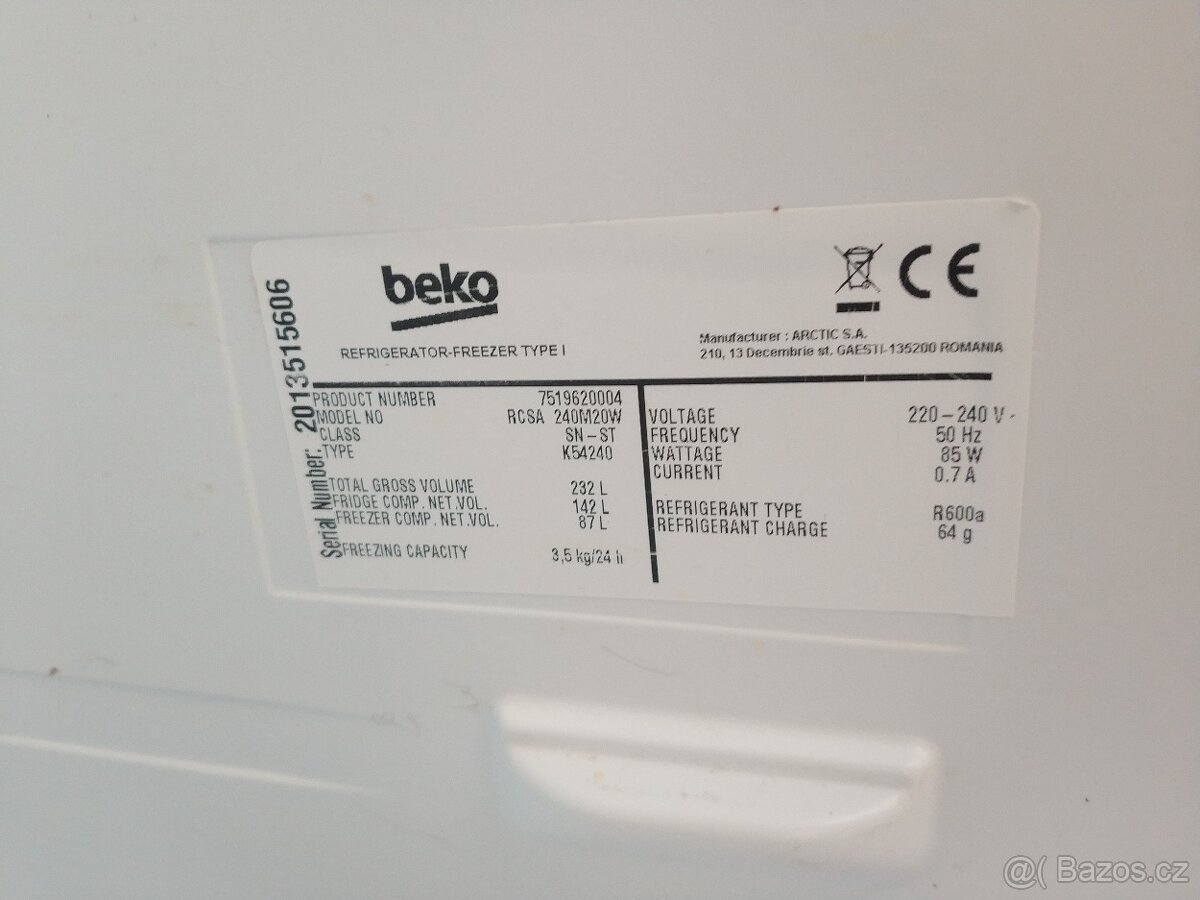 beko
CE
REFRIGERATOR-FREEZER TYPE I
Manufacturer : ARCTIC S.A.
210, 13 Decembrie st. GAESTI-135200 ROMANIA
Serial Number: 2013515606
PRODUCT NUMBER 7519620004
MODEL NO RCSA 240M20W
CLASS SN-ST
TYPE K54240
TOTAL GROSS VOLUME 232 L
FRIDGE COMP. NET.VOL. 142 L
FREEZER COMP. NET.VOL. 87 L
FREEZING CAPACITY 3,5 kg/24 h
VOLTAGE 220-240 V~
FREQUENCY 50 Hz
WATTAGE 85 W
CURRENT 0.7 A
REFRIGERANT TYPE R600a
REFRIGERANT CHARGE 64 g
@( Bazos.cz